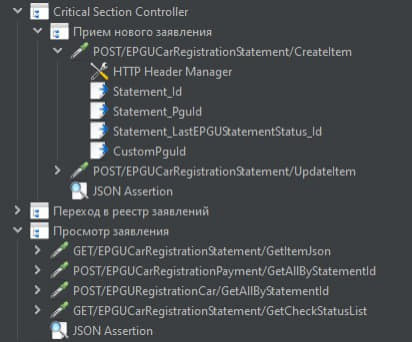 Critical Section Controller
Прием нового заявления
POST/EPGUCarRegistrationStatement/CreateItem
HTTP Header Manager
Statement_Id
Statement_PguId
Statement_LastEPGUStatementStatus_Id
CustomPguId
POST/EPGUCarRegistrationStatement/UpdateItem
JSON Assertion
Переход в реестр заявлений
Просмотр заявления
GET/EPGUCarRegistrationStatement/GetItemJson
POST/EPGUCarRegistrationPayment/GetAllByStatementId
POST/EPGURegistrationCar/GetAllByStatementId
GET/EPGUCarRegistrationStatement/GetCheckStatusList
JSON Assertion